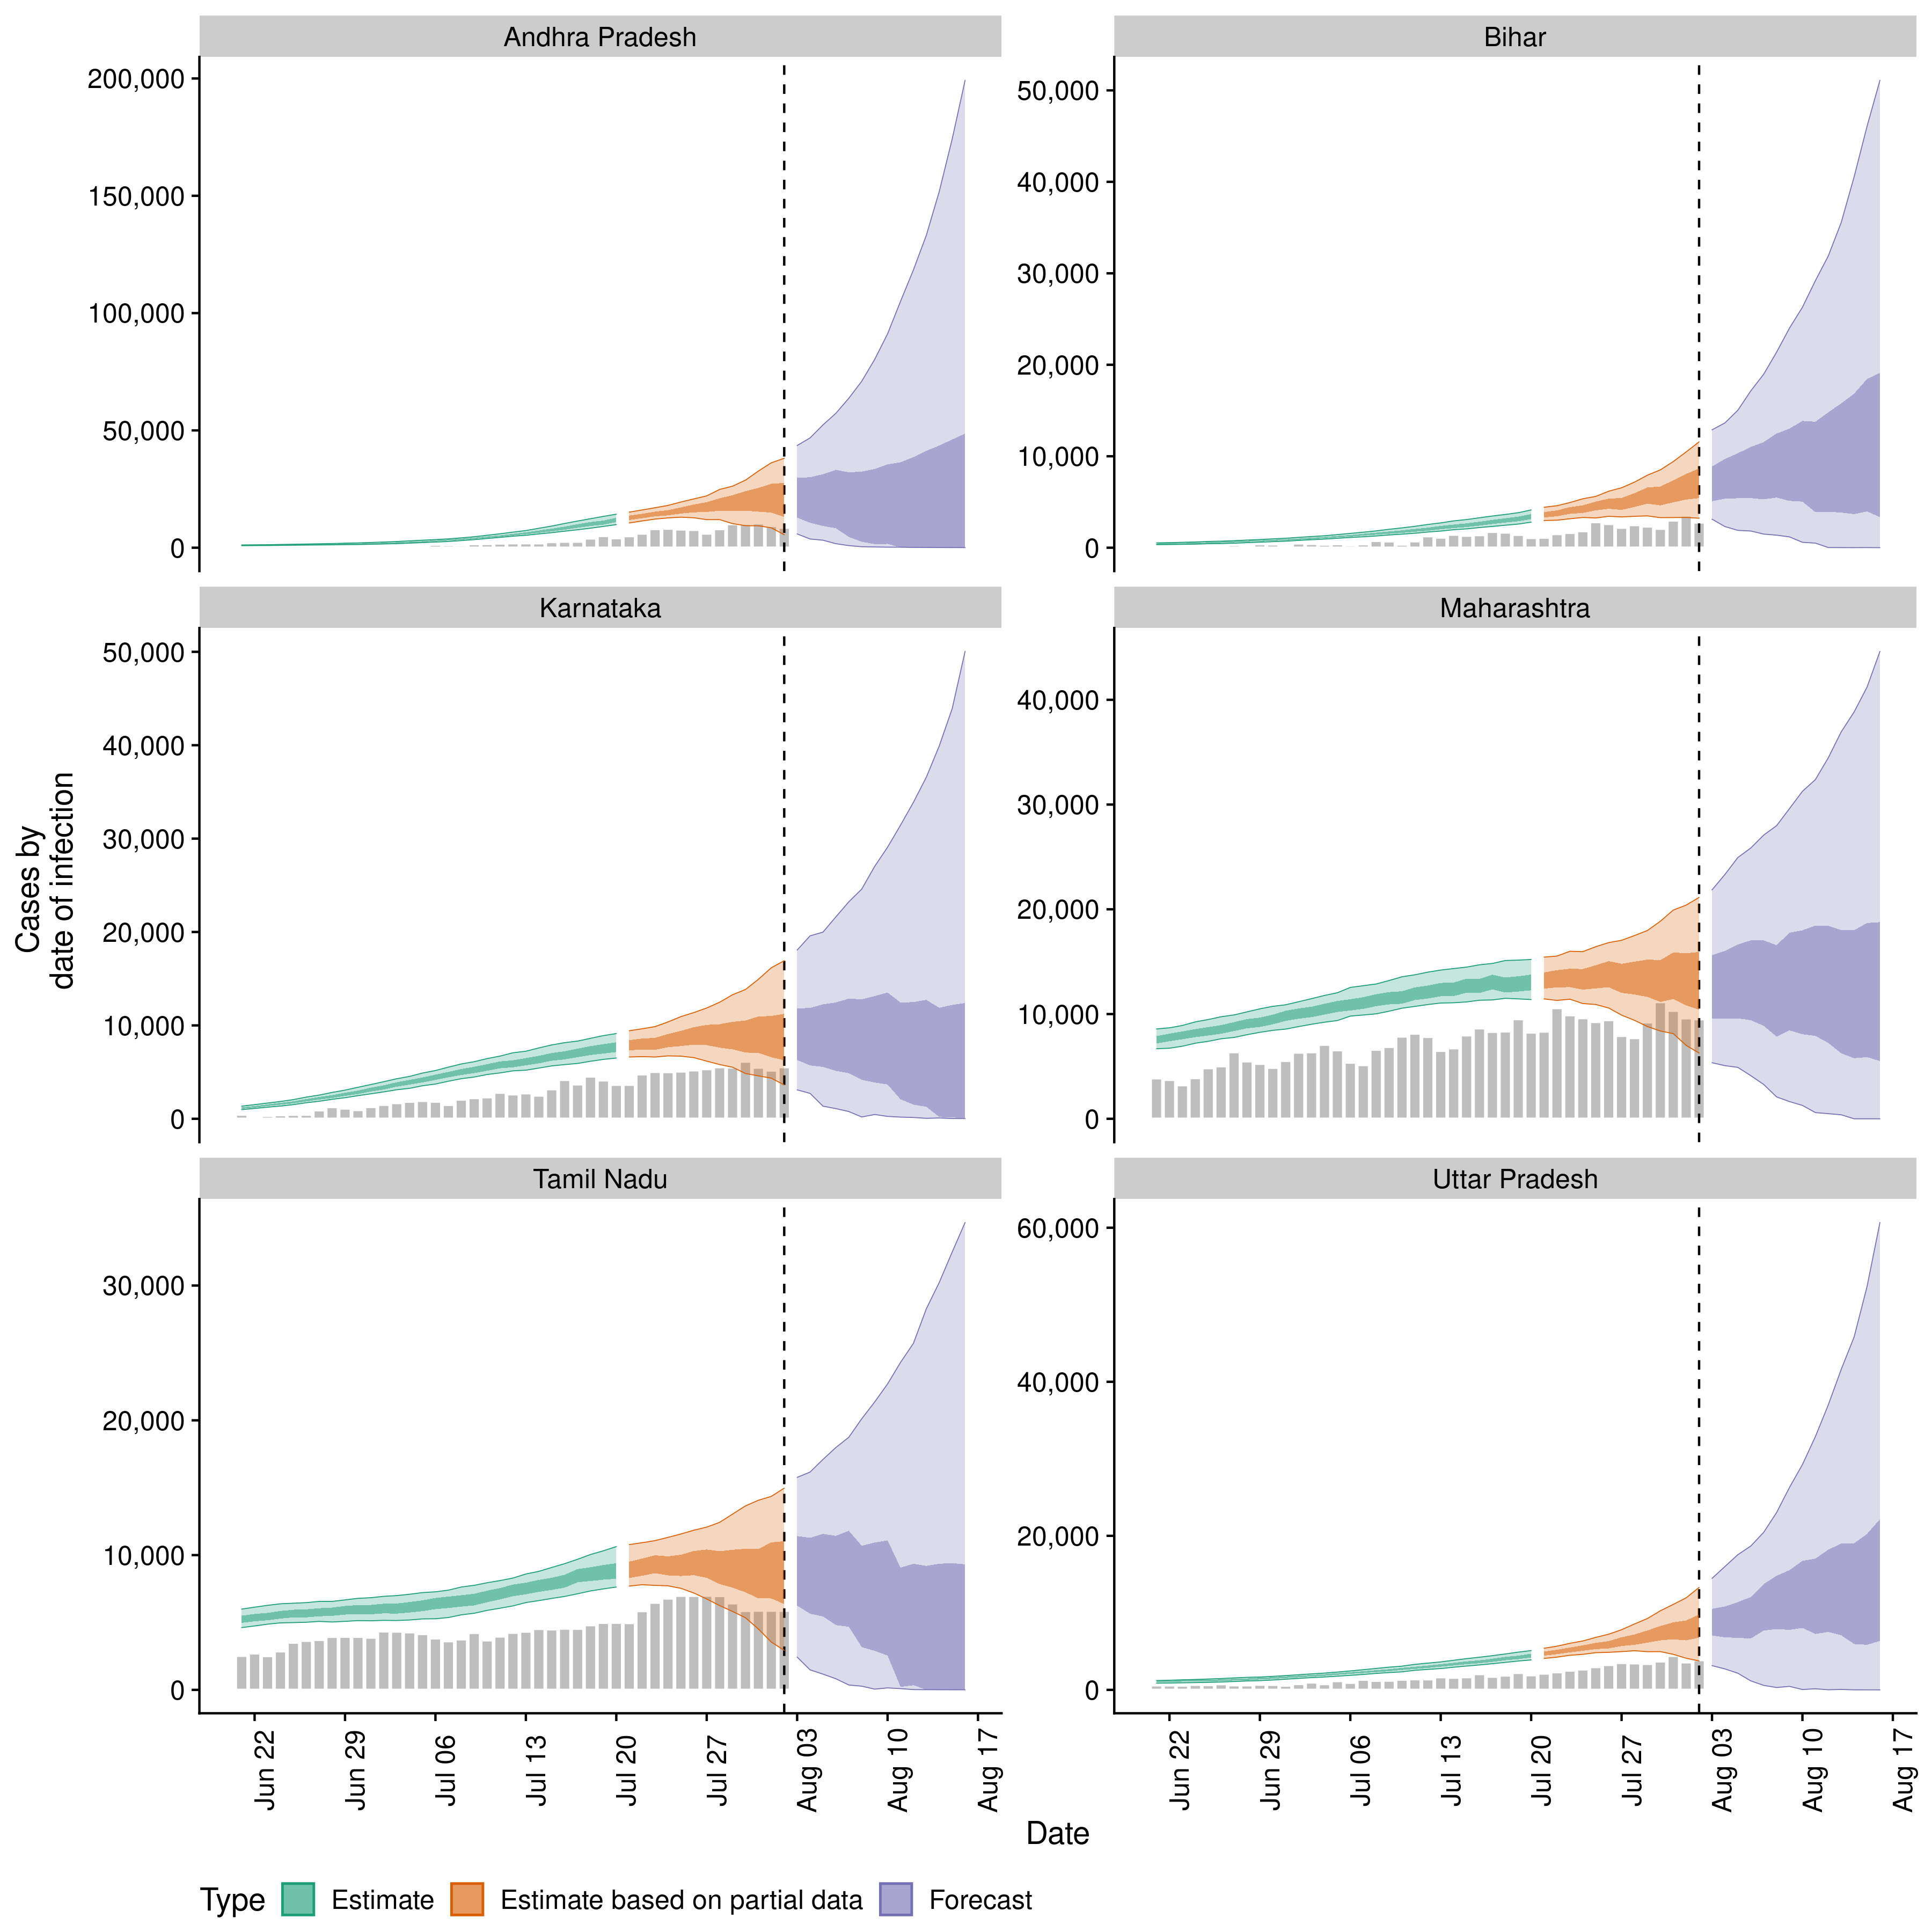 Andhra Pradesh
Bihar
200,000
150,000
100,000
50,000
0
50,000
40,000
30,000
20,000
10,000
0
Karnataka
Maharashtra
50,000
40,000
30,000
20,000
10,000
0
40,000
30,000
20,000
10,000
0
Tamil Nadu
Uttar Pradesh
30,000
20,000
10,000
0
60,000
40,000
20,000
0
Cases by
date of infection
Jun 22
Jun 29
Jul 06
Jul 13
Jul 20
Jul 27
Aug 03
Aug 10
Aug 17
Jun 22
Jun 29
Jul 06
Jul 13
Jul 20
Jul 27
Aug 03
Aug 10
Aug 17
Date
Type Estimate Estimate based on partial data Forecast